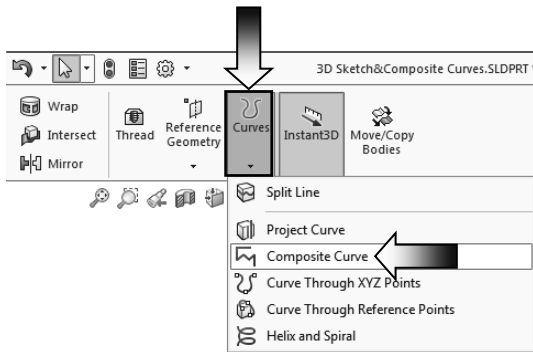 3D Sketch&Composite Curves.SLDPRT *
Wrap
Intersect
Mirror
Thread
Reference
Geometry
Curves
Instant3D
Move/Copy
Bodies
Split Line
Project Curve
Composite Curve
Curve Through XYZ Points
Curve Through Reference Points
Helix and Spiral